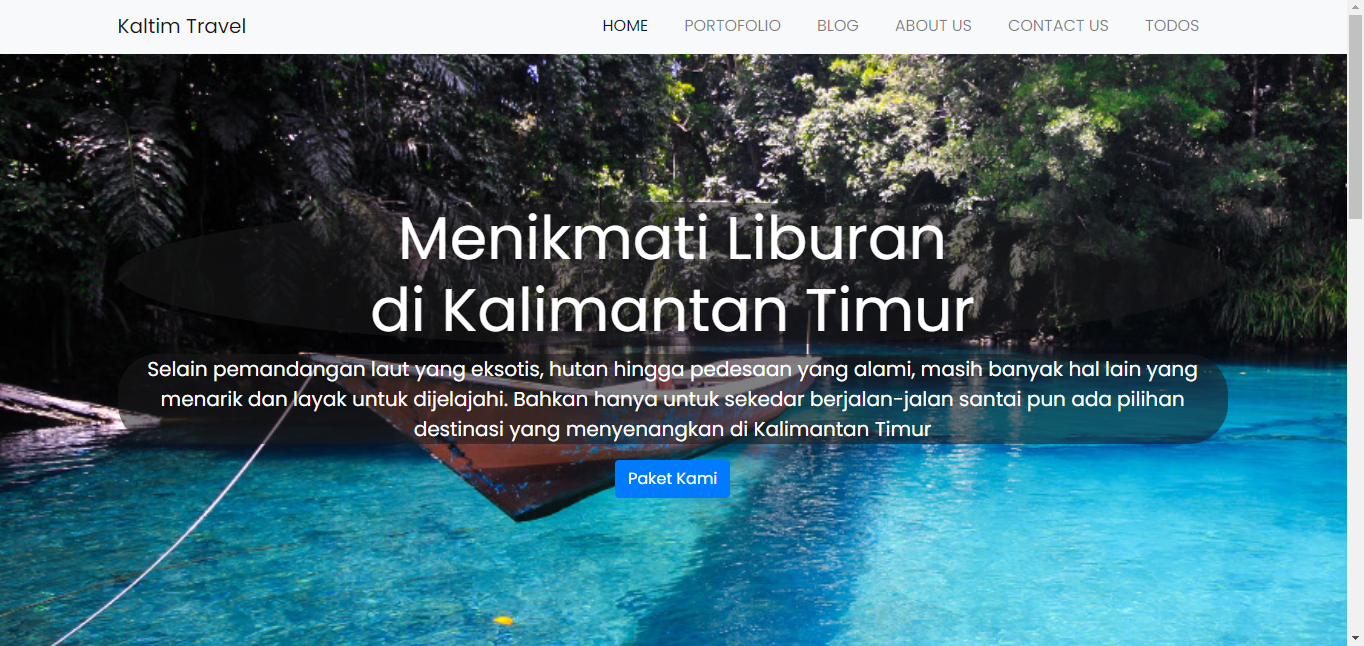 Kaltim Travel
HOME PORTOFOLIO BLOG ABOUT US CONTACT US TODOS
Menikmati Liburan
di Kalimantan Timur
Selain pemandangan laut yang eksotis, hutan hingga pedesaan yang alami, masih banyak hal lain yang
menarik dan layak untuk dijelajahi. Bahkan hanya untuk sekedar berjalan-jalan santai pun ada pilihan
destinasi yang menyenangkan di Kalimantan Timur
Paket Kami